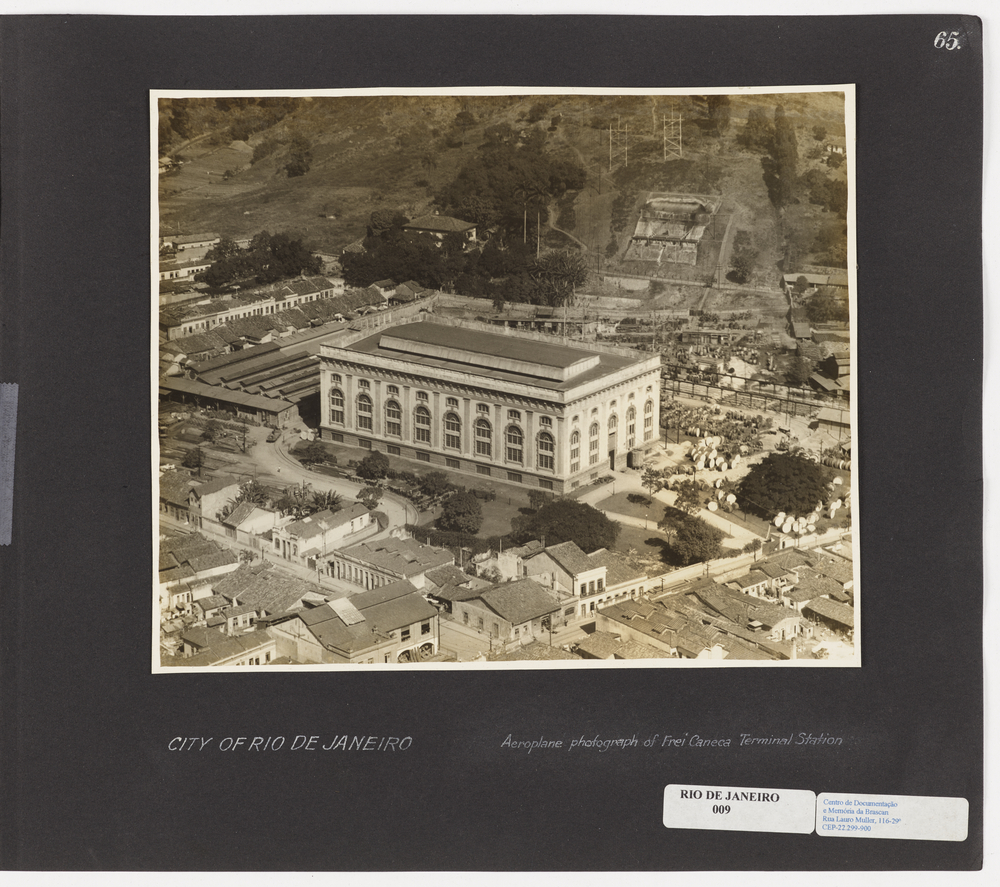 65.
CITY OF RIO DE JANEIRO
Aeroplane photograph of Frei Caneca Terminal Station
RIO DE JANEIRO
009
Centro de Documentação
e Memória da Brascan
Rua Lauro Muller, 116-29º
CEP-22.299-900